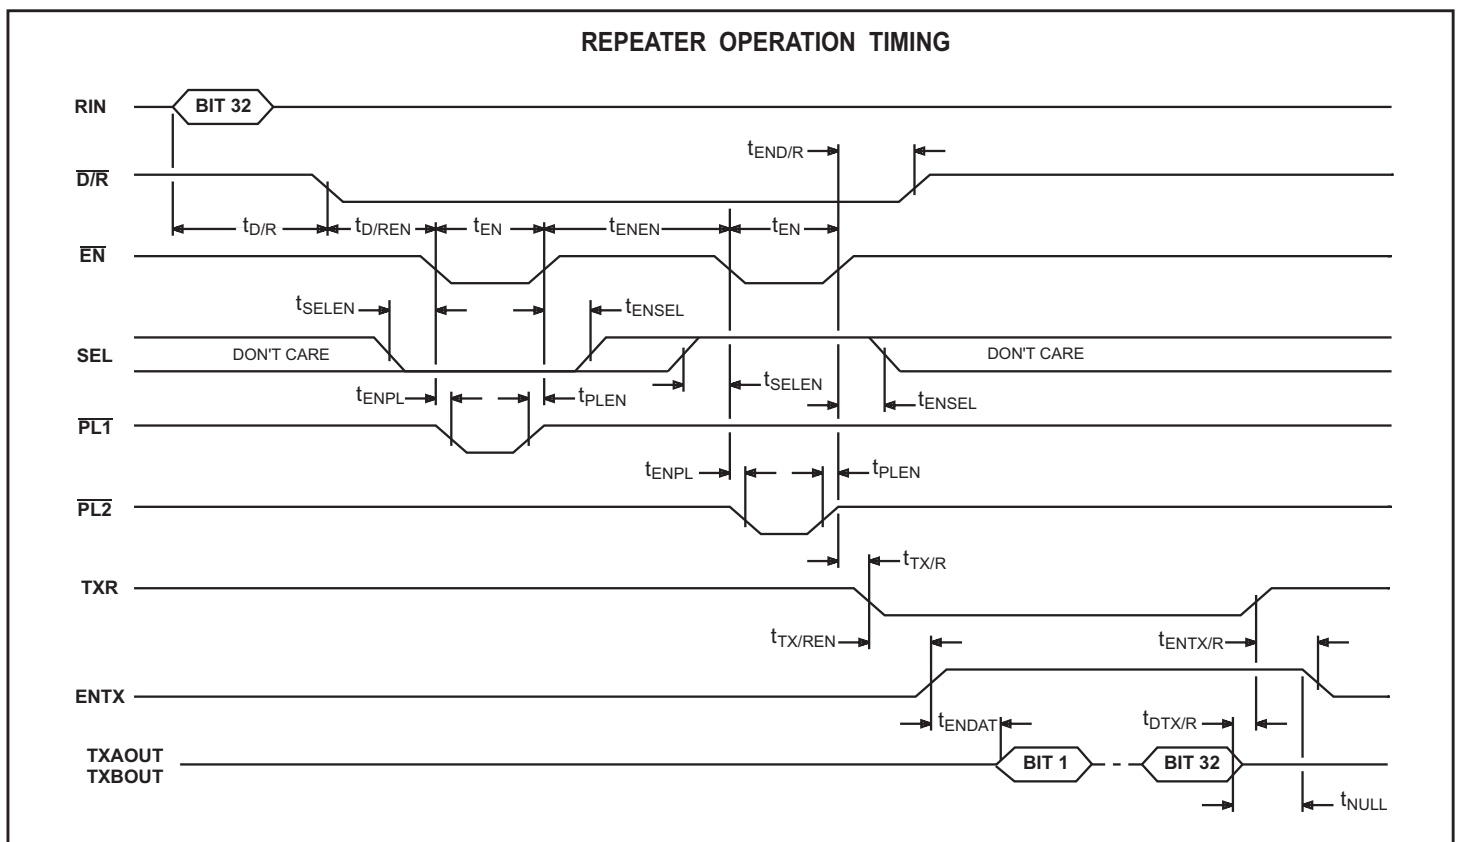 REPEATER OPERATION TIMING
RIN
BIT 32
tEND/R
D/R
tD/R
tD/REN
tEN
tENEN
tEN
EN
tSELEN
tENSEL
SEL
DON'T CARE
DON'T CARE
tSELEN
tENSEL
tENPL
tPLEN
PL1
tENPL
tPLEN
PL2
tTX/R
TXR
tTX/REN
tENTX/R
ENTX
tENDAT
tDTX/R
TXAOUT
TXBOUT
BIT 1
BIT 32
tNULL